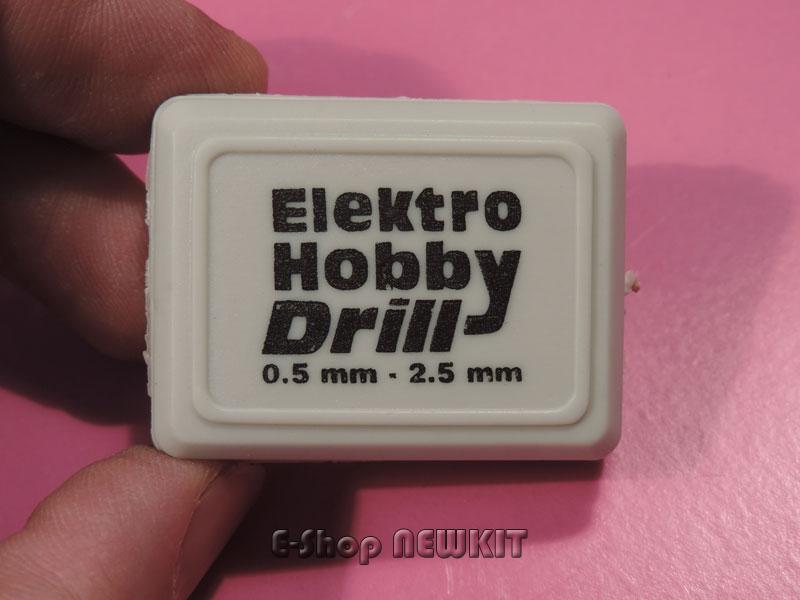 Elektro
Hobby
Drill
0.5 mm - 2.5 mm
E-Shop NEWKIT